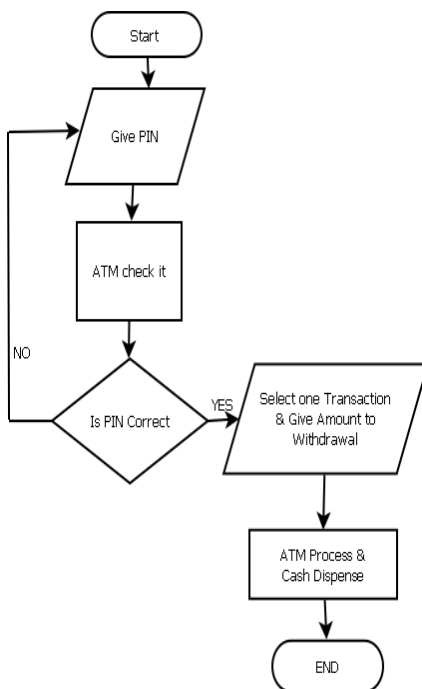 Start
Give PIN
ATM check it
NO
Is PIN Correct
YES
Select one Transaction
& Give Amount to
Withdrawal
ATM Process &
Cash Dispense
END